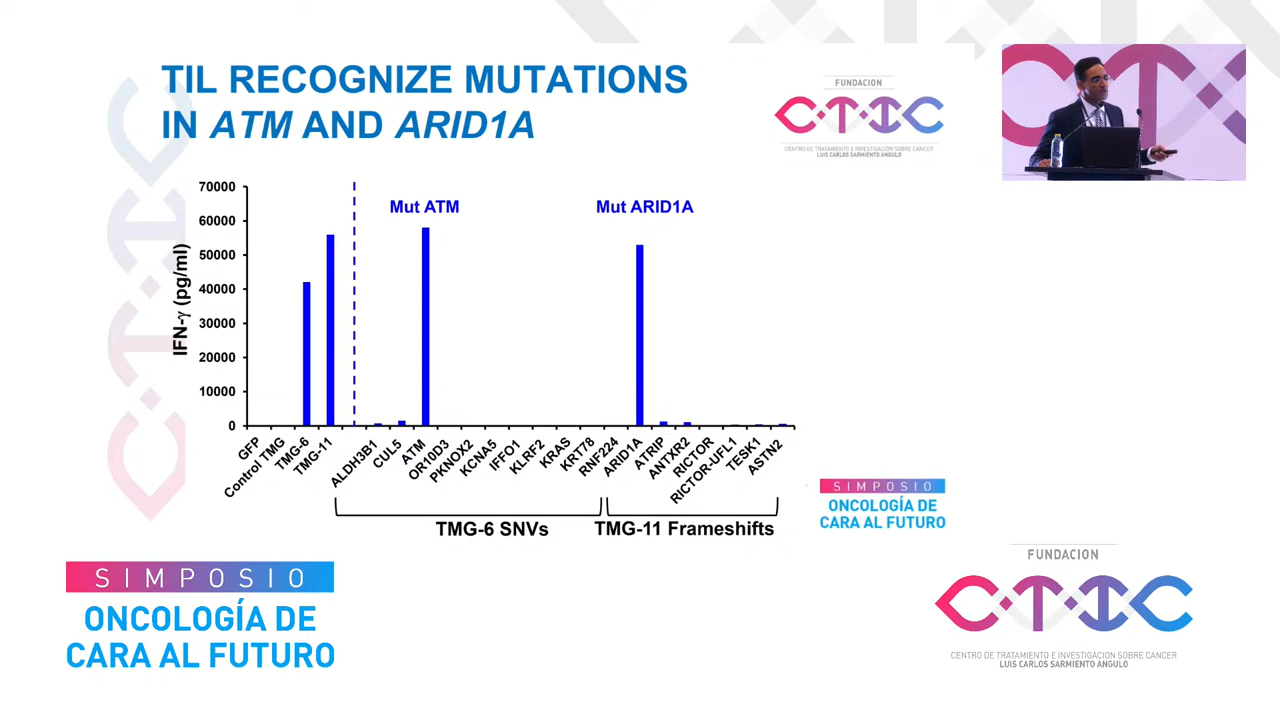 TIL RECOGNIZE MUTATIONS
IN ATM AND ARID1A
FUNDACION
CTIC
CENTRO DE TRATAMIENTO E INVESTIGACION SOBRE CANCER
LUIS CARLOS SARMIENTO ANGULO
IFN-γ (pg/ml)
70000
60000
50000
40000
30000
20000
10000
0
Mut ATM
Mut ARID1A
GFP
Control TMG
TMG-6
TMG-11
ALDH3B1
CUL5
ATM
OR10D3
PKNOX2
KCNA5
IFFO1
KLRF2
KRAS
KRT78
RNF224
ARID1A
ATRIP
ANTXR2
RICTOR
RICTOR-UFL1
TESK1
ASTN2
TMG-6 SNVs
TMG-11 Frameshifts
SIMPOSIO
ONCOLOGÍA DE
CARA AL FUTURO
SIMPOSIO
ONCOLOGÍA DE
CARA AL FUTURO
FUNDACION
CTIC
CENTRO DE TRATAMIENTO E INVESTIGACION SOBRE CANCER
LUIS CARLOS SARMIENTO ANGULO